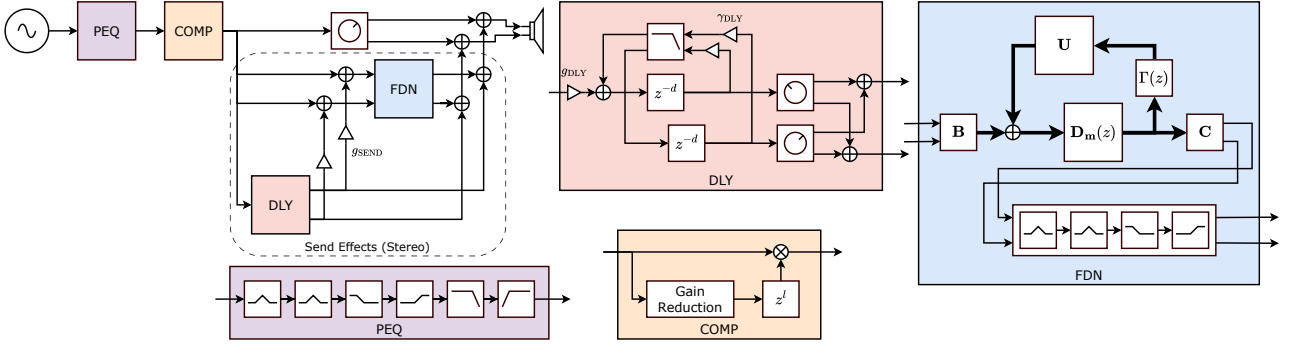 PEQ
COMP
FDN
g_SEND
DLY
Send Effects (Stereo)
g_DLY
γ_DLY
z^{-d}
z^{-d}
DLY
U
Γ(z)
B
D_m(z)
C
FDN
PEQ
Gain
Reduction
z^l
COMP